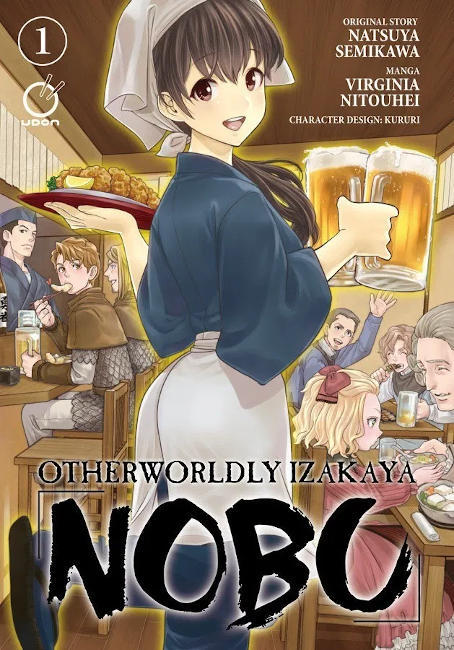 1
UDON
ORIGINAL STORY
NATSUYA
SEMIKAWA
MANGA
VIRGINIA
NITOUHEI
CHARACTER DESIGN: KURURI
OTHERWORLDLY IZAKAYA
「NOBU」